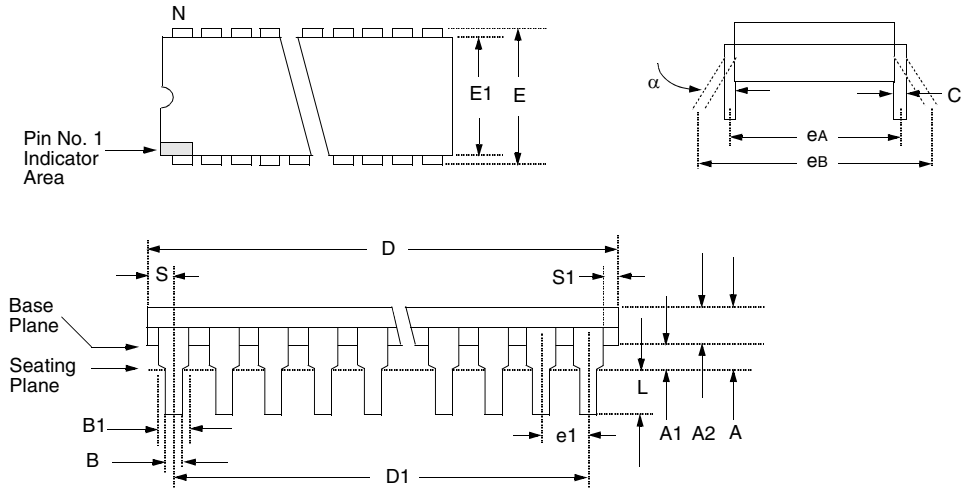 N
E1
E
Pin No. 1
Indicator
Area
α
C
eA
eB
D
S
S1
Base
Plane
Seating
Plane
L
A1
A2
A
B1
e1
B
D1